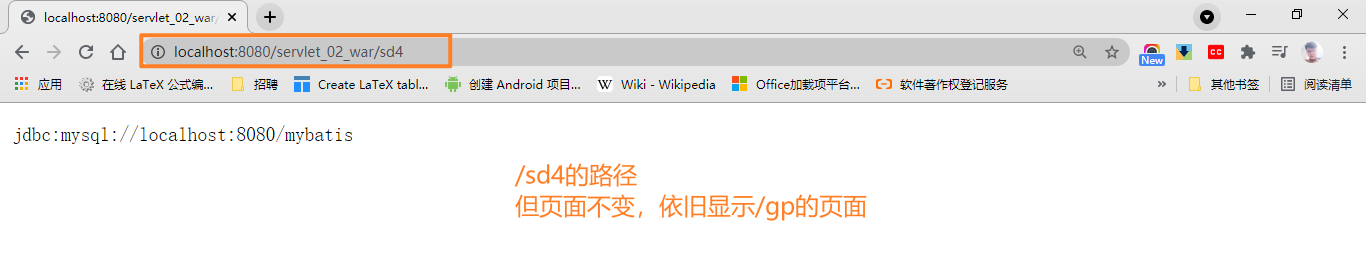 localhost:8080/servlet_02_war/
localhost:8080/servlet_02_war/sd4
New
应用
在线 LaTeX 公式编...
招聘
Create LaTeX tabl...
创建 Android 项目...
W Wiki - Wikipedia
Office加载项平台...
软件著作权登记服务
»
其他书签
阅读清单
jdbc:mysql://localhost:8080/mybatis
/sd4的路径
但页面不变，依旧显示/gp的页面